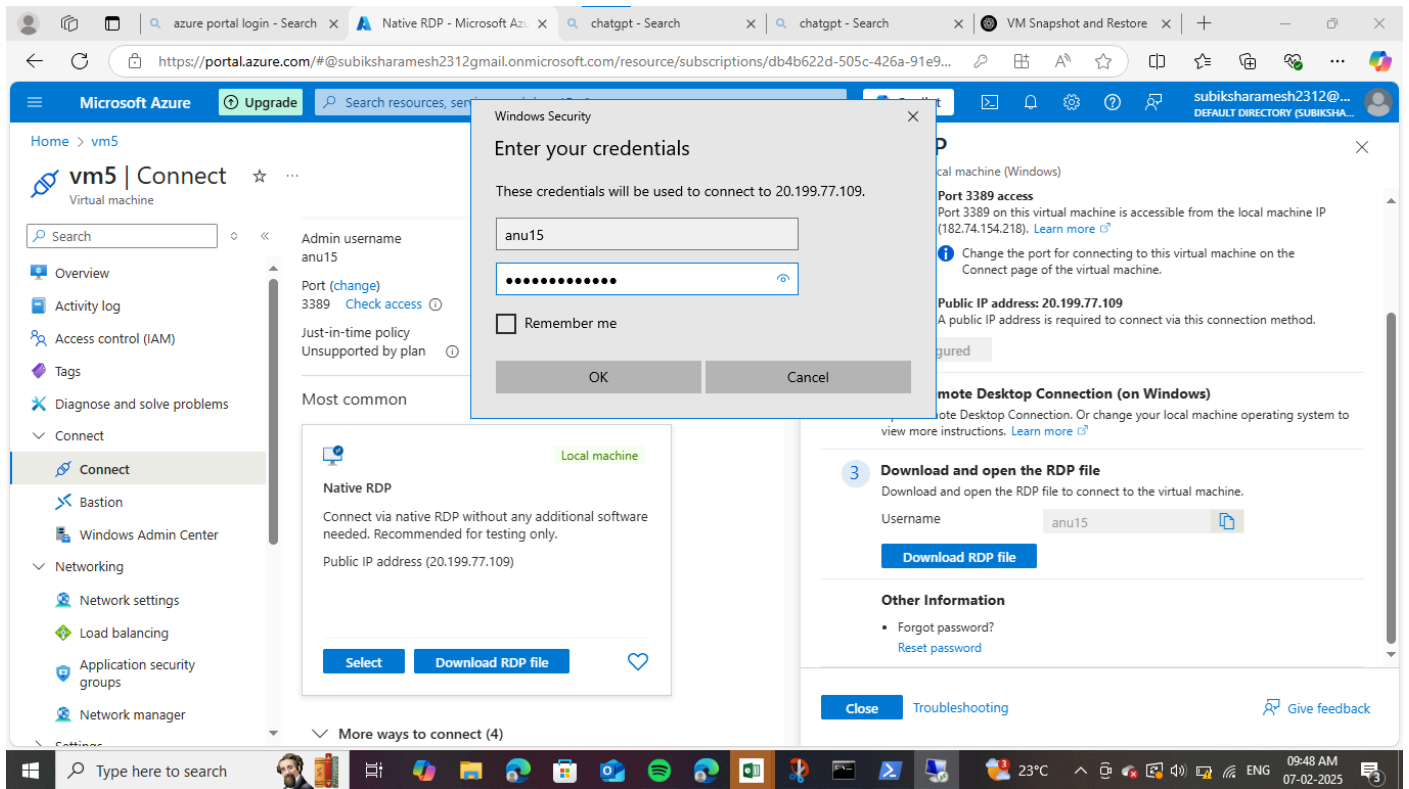 azure portal login - Search
Native RDP - Microsoft Az
chatgpt - Search
chatgpt - Search
VM Snapshot and Restore
https://portal.azure.com/#@subiksharamesh2312gmail.onmicrosoft.com/resource/subscriptions/db4b622d-505c-426a-91e9...
Microsoft Azure
Upgrade
Search resources, ser
subiksharamesh2312@...
DEFAULT DIRECTORY (SUBIKSHA...
Home > vm5
vm5 | Connect
Virtual machine
Search
Overview
Activity log
Access control (IAM)
Tags
Diagnose and solve problems
Connect
Connect
Bastion
Windows Admin Center
Networking
Network settings
Load balancing
Application security
groups
Network manager
Settings
Admin username
anu15
Port (change)
3389 Check access
Just-in-time policy
Unsupported by plan
Most common
Local machine
Native RDP
Connect via native RDP without any additional software
needed. Recommended for testing only.
Public IP address (20.199.77.109)
Select
Download RDP file
More ways to connect (4)
Windows Security
Enter your credentials
These credentials will be used to connect to 20.199.77.109.
anu15
•••••••••••••
Remember me
OK
Cancel
P
cal machine (Windows)
Port 3389 access
Port 3389 on this virtual machine is accessible from the local machine IP
(182.74.154.218). Learn more
Change the port for connecting to this virtual machine on the
Connect page of the virtual machine.
Public IP address: 20.199.77.109
A public IP address is required to connect via this connection method.
gured
mote Desktop Connection (on Windows)
ote Desktop Connection. Or change your local machine operating system to
view more instructions. Learn more
3 Download and open the RDP file
Download and open the RDP file to connect to the virtual machine.
Username
anu15
Download RDP file
Other Information
• Forgot password?
Reset password
Close
Troubleshooting
Give feedback
Type here to search
23°C
ENG
09:48 AM
07-02-2025
3